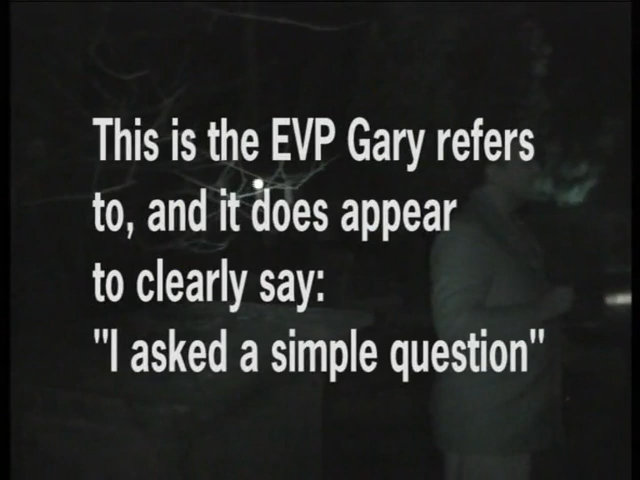 This is the EVP Gary refers
to, and it does appear
to clearly say:
"I asked a simple question"